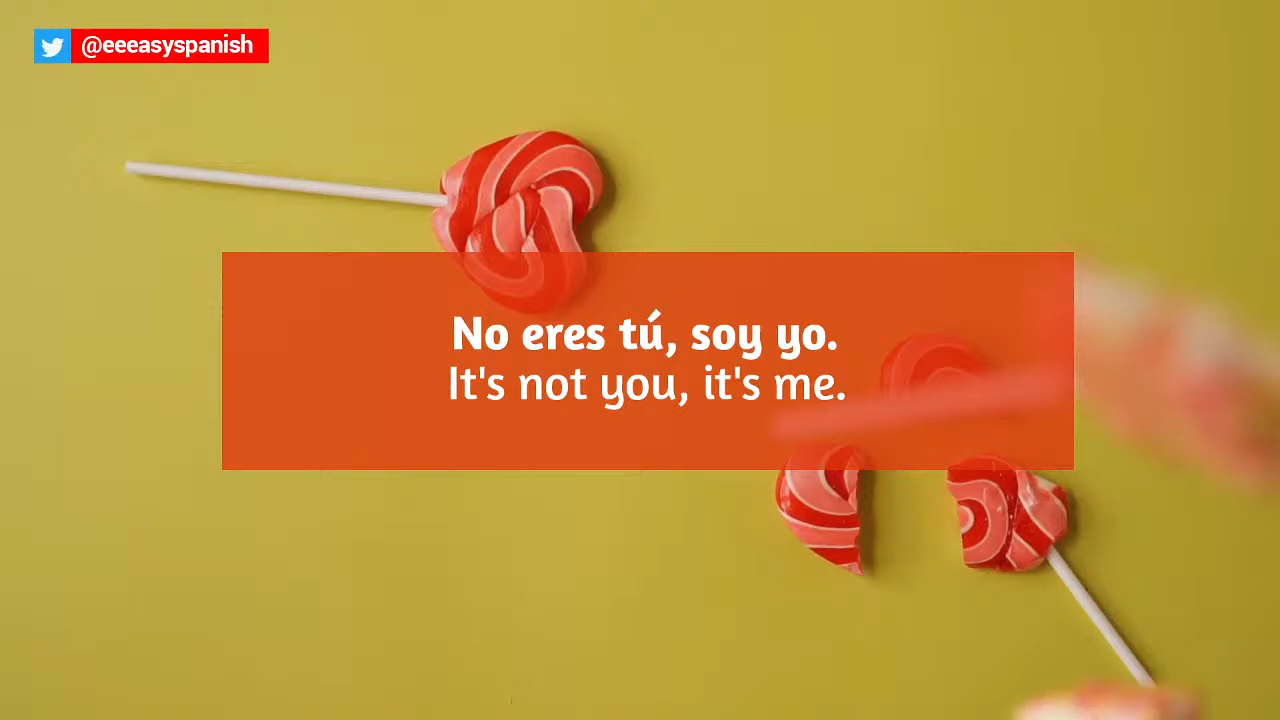 @eeeasyspanish
No eres tú, soy yo.
It's not you, it's me.